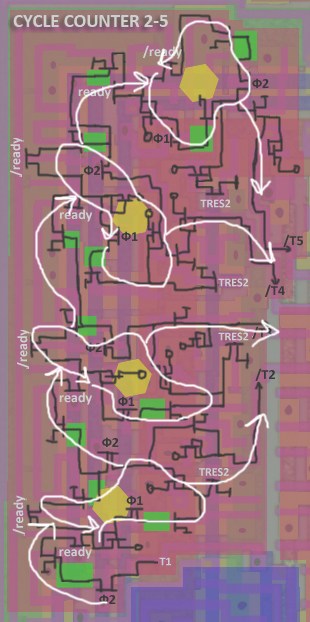 CYCLE COUNTER 2-5
/ready
ready
Φ2
Φ1
/ready
Φ2
ready
TRES2
Φ1
/T5
TRES2
/T4
/ready
Φ2
TRES2
/T2
ready
Φ1
Φ2
TRES2
/ready
Φ1
ready
T1
Φ2